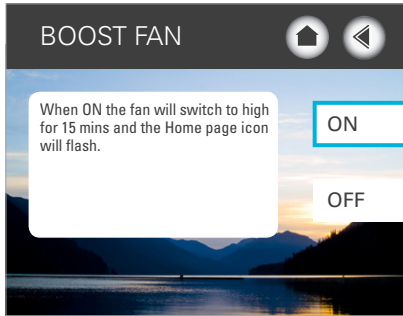 BOOST FAN
When ON the fan will switch to high
for 15 mins and the Home page icon
will flash.
ON
OFF